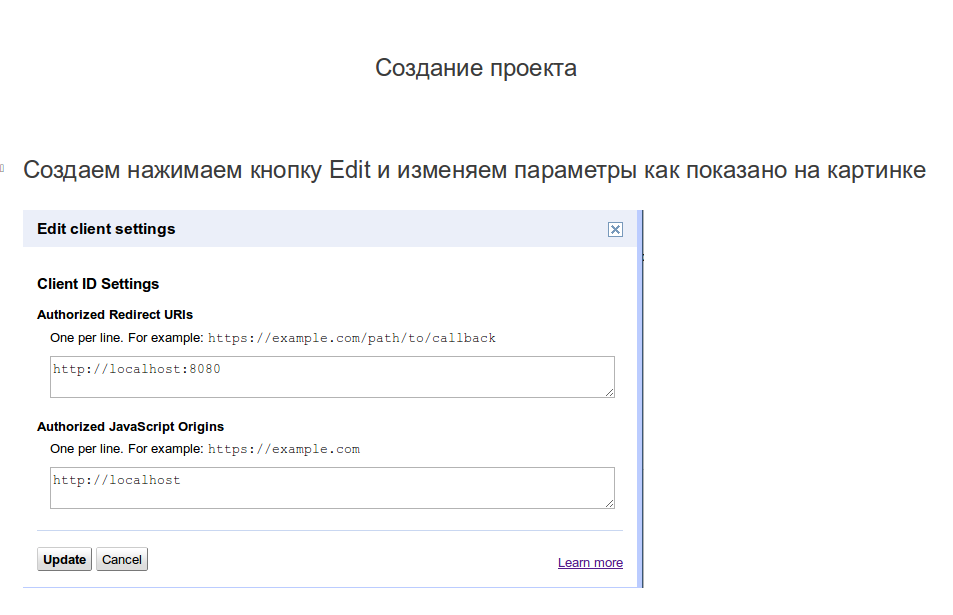 Создание проекта
Создаем нажимаем кнопку Edit и изменяем параметры как показано на картинке
Edit client settings
Client ID Settings
Authorized Redirect URIs
One per line. For example: https://example.com/path/to/callback
http://localhost:8080
Authorized JavaScript Origins
One per line. For example: https://example.com
http://localhost
Update Cancel Learn more